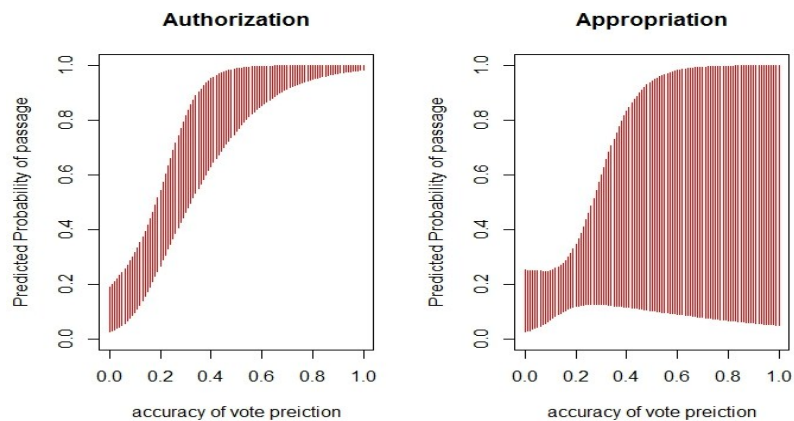 Authorization
Predicted Probability of passage
1.0
0.8
0.6
0.4
0.2
0.0
0.0 0.2 0.4 0.6 0.8 1.0
accuracy of vote preiction
Appropriation
Predicted Probability of passage
1.0
0.8
0.6
0.4
0.2
0.0
0.0 0.2 0.4 0.6 0.8 1.0
accuracy of vote preiction